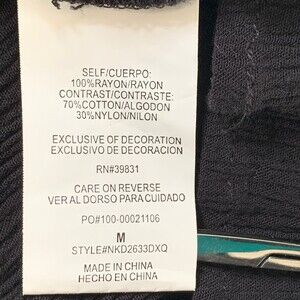 SELF/CUERPO:
100%RAYON/RAYON
CONTRAST/CONTRASTE:
70%COTTON/ALGODON
30%NYLON/NILON
EXCLUSIVE OF DECORATION
EXCLUSIVO DE DECORACION
RN#39831
CARE ON REVERSE
VER AL DORSO PARA CUIDADO
PO#100-00021106
M
STYLE#NKD2633DXQ
MADE IN CHINA
HECHO EN CHINA